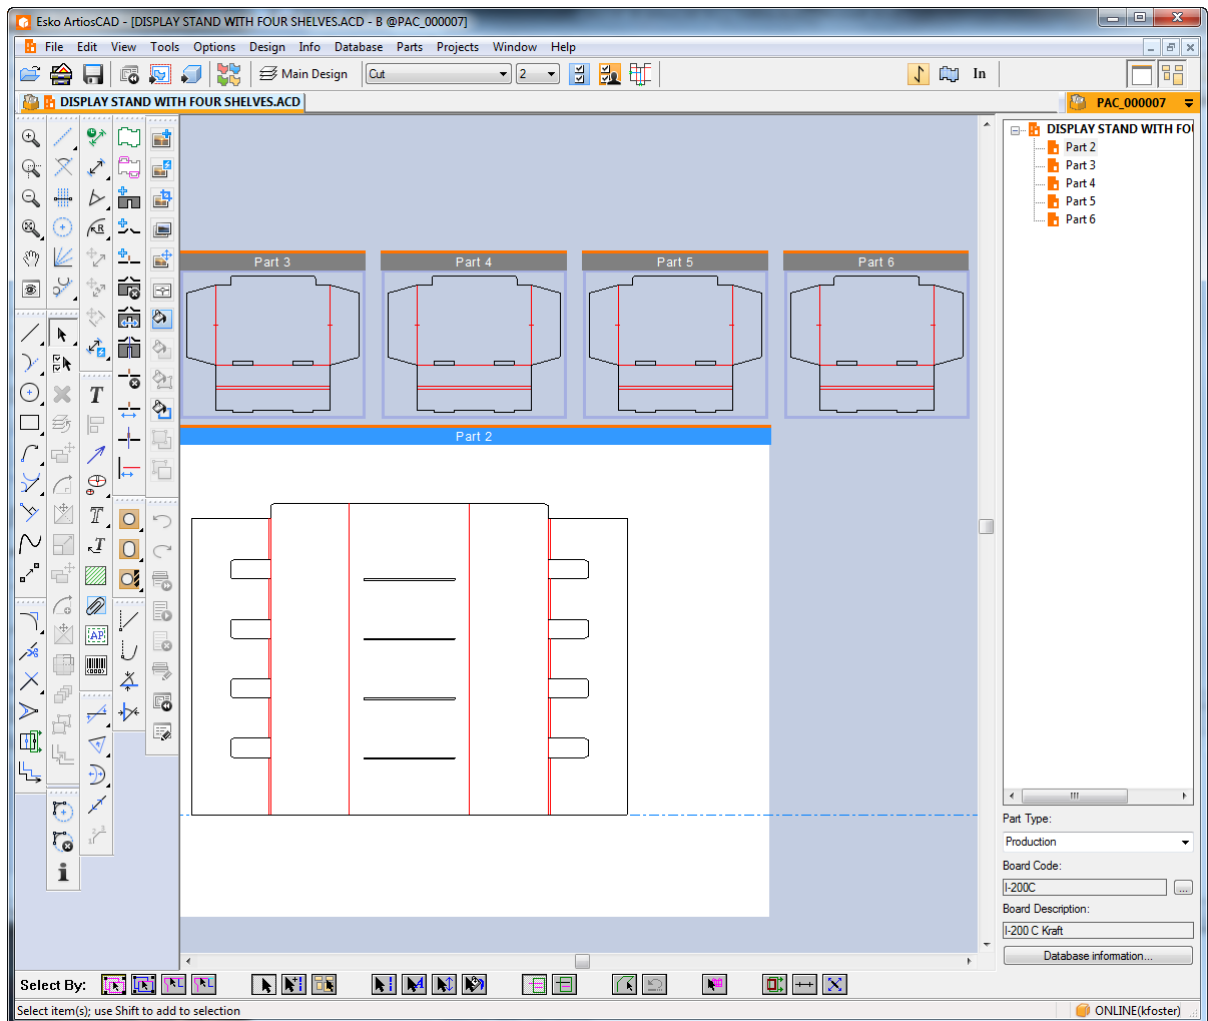 Esko ArtiosCAD - [DISPLAY STAND WITH FOUR SHELVES.ACD - B @PAC_000007]
File Edit View Tools Options Design Info Database Parts Projects Window Help
Main Design Cut 2 In
DISPLAY STAND WITH FOUR SHELVES.ACD PAC_000007
DISPLAY STAND WITH FO
Part 2
Part 3
Part 4
Part 5
Part 6
Part 3 Part 4 Part 5 Part 6
Part 2
R
T
T
T
AP
Part Type:
Production
Board Code:
I-200C ...
Board Description:
I-200 C Kraft
Database information...
Select By:
Select item(s); use Shift to add to selection ONLINE(kfoster)